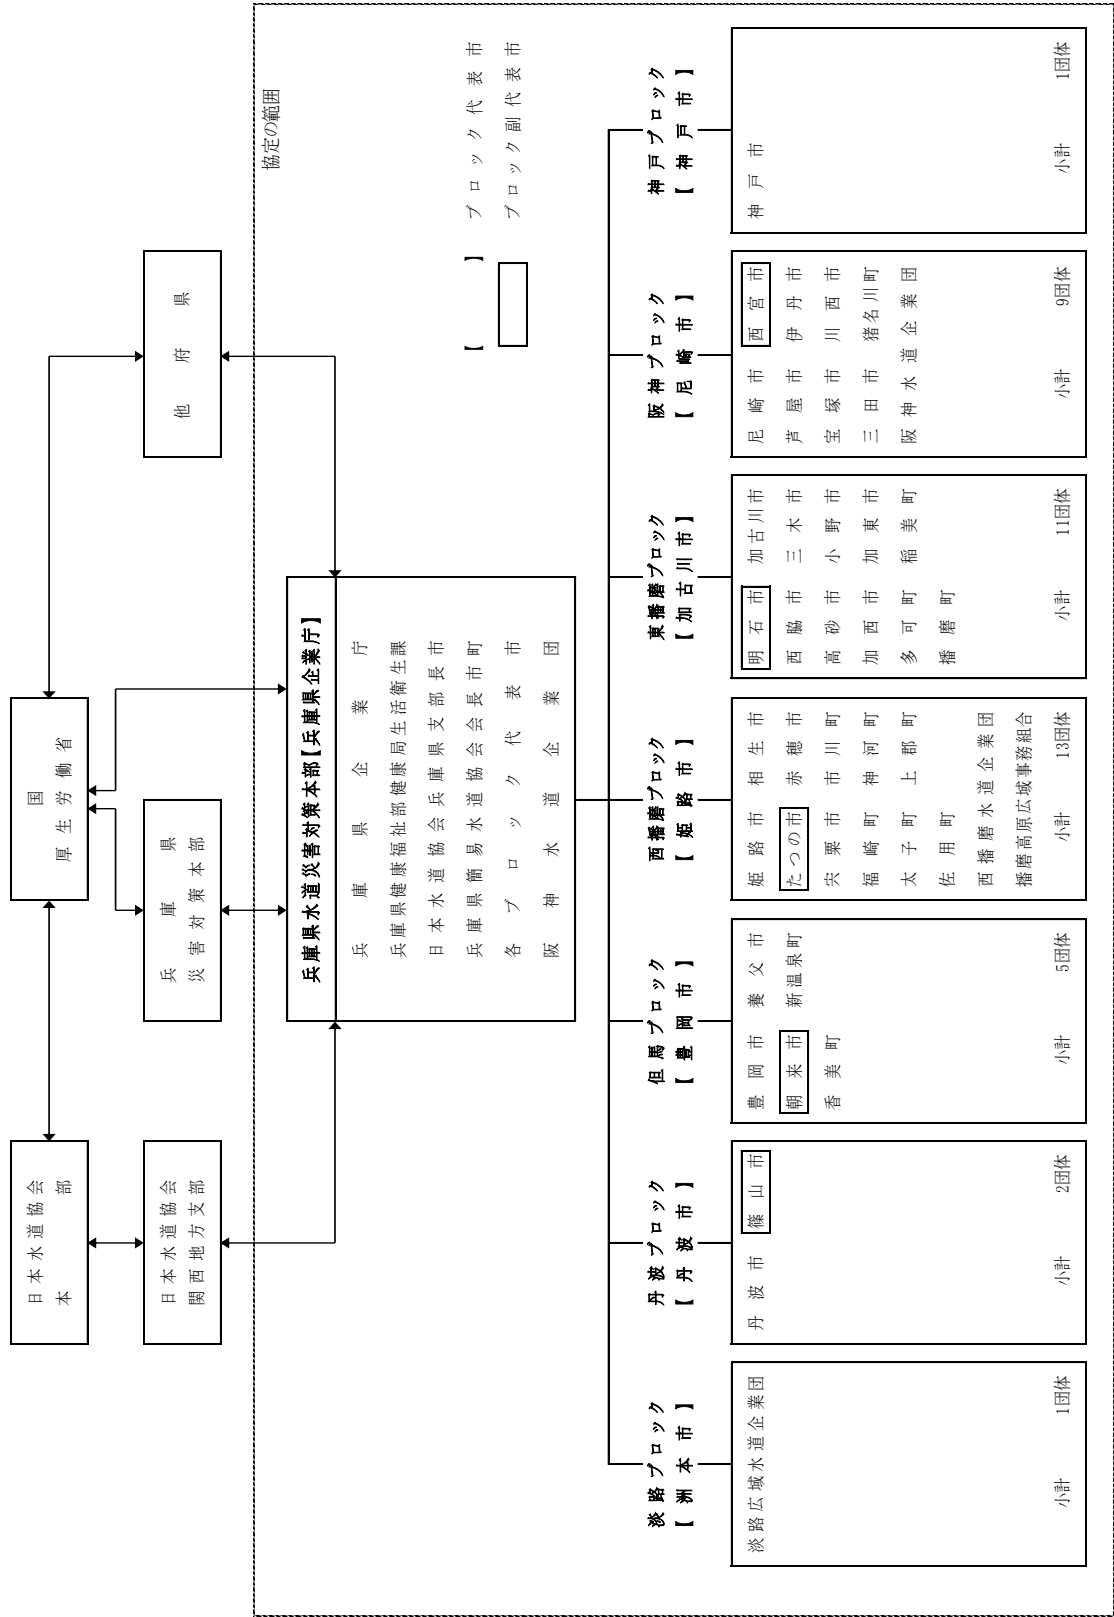 日本水道協会
本部
国
厚生労働省
日本水道協会
関西地方支部
兵庫県
災害対策本部
他府県
協定の範囲
兵庫県水道災害対策本部【兵庫県企業庁】
兵庫県企業庁
兵庫県健康福祉部健康局生活衛生課
日本水道協会兵庫県支部長市
兵庫県簡易水道協会会長市町
各ブロック代表市
阪神水道企業団
【 】 ブロック代表市
ブロック副代表市
淡路ブロック
【洲本市】
淡路広域水道企業団
小計 1団体
丹波ブロック
【丹波市】
丹波市 篠山市
小計 2団体
但馬ブロック
【豊岡市】
豊岡市 養父市
朝来市 新温泉町
香美町
小計 5団体
西播磨ブロック
【姫路市】
姫路市 相生市
たつの市 赤穂市
宍粟市 市川町
福崎町 神河町
太子町 上郡町
佐用町
西播磨水道企業団
播磨高原広域事務組合
小計 13団体
東播磨ブロック
【加古川市】
明石市 加古川市
西脇市 三木市
高砂市 小野市
加西市 加東市
多可町 稲美町
播磨町
小計 11団体
阪神ブロック
【尼崎市】
尼崎市 西宮市
芦屋市 伊丹市
宝塚市 川西市
三田市 猪名川町
阪神水道企業団
小計 9団体
神戸ブロック
【神戸市】
神戸市
小計 1団体